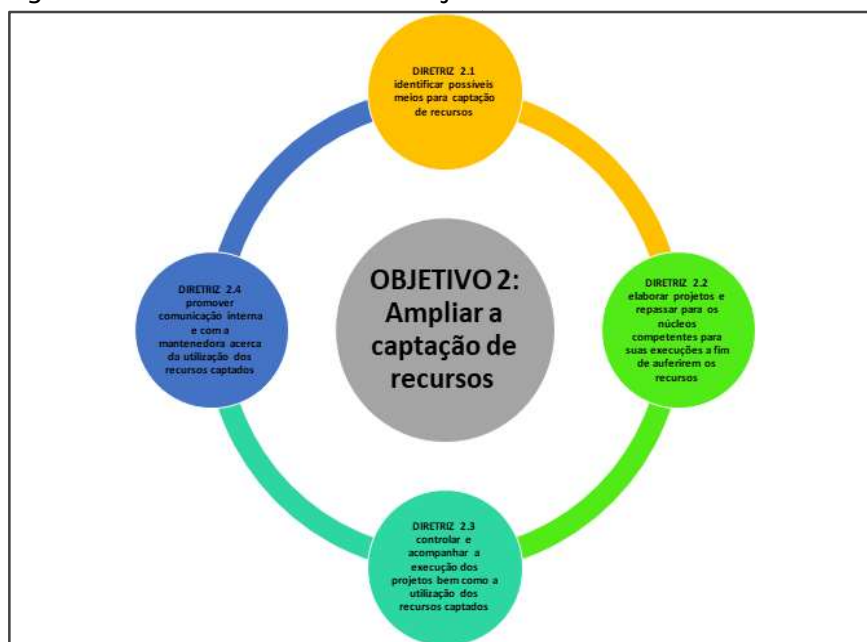 DIRETRIZ 2.1
identificar possíveis
meios para captação
de recursos
OBJETIVO 2:
Ampliar a
captação de
recursos
DIRETRIZ 2.2
elaborar projetos e
repassar para os
núcleos
competentes para
suas execuções a fim
de auferirem os
recursos
DIRETRIZ 2.3
controlar e
acompanhar a
execução dos
projetos bem como a
utilização dos
recursos captados
DIRETRIZ 2.4
promover
comunicação interna
e com a
mantenedora acerca
da utilização dos
recursos captados